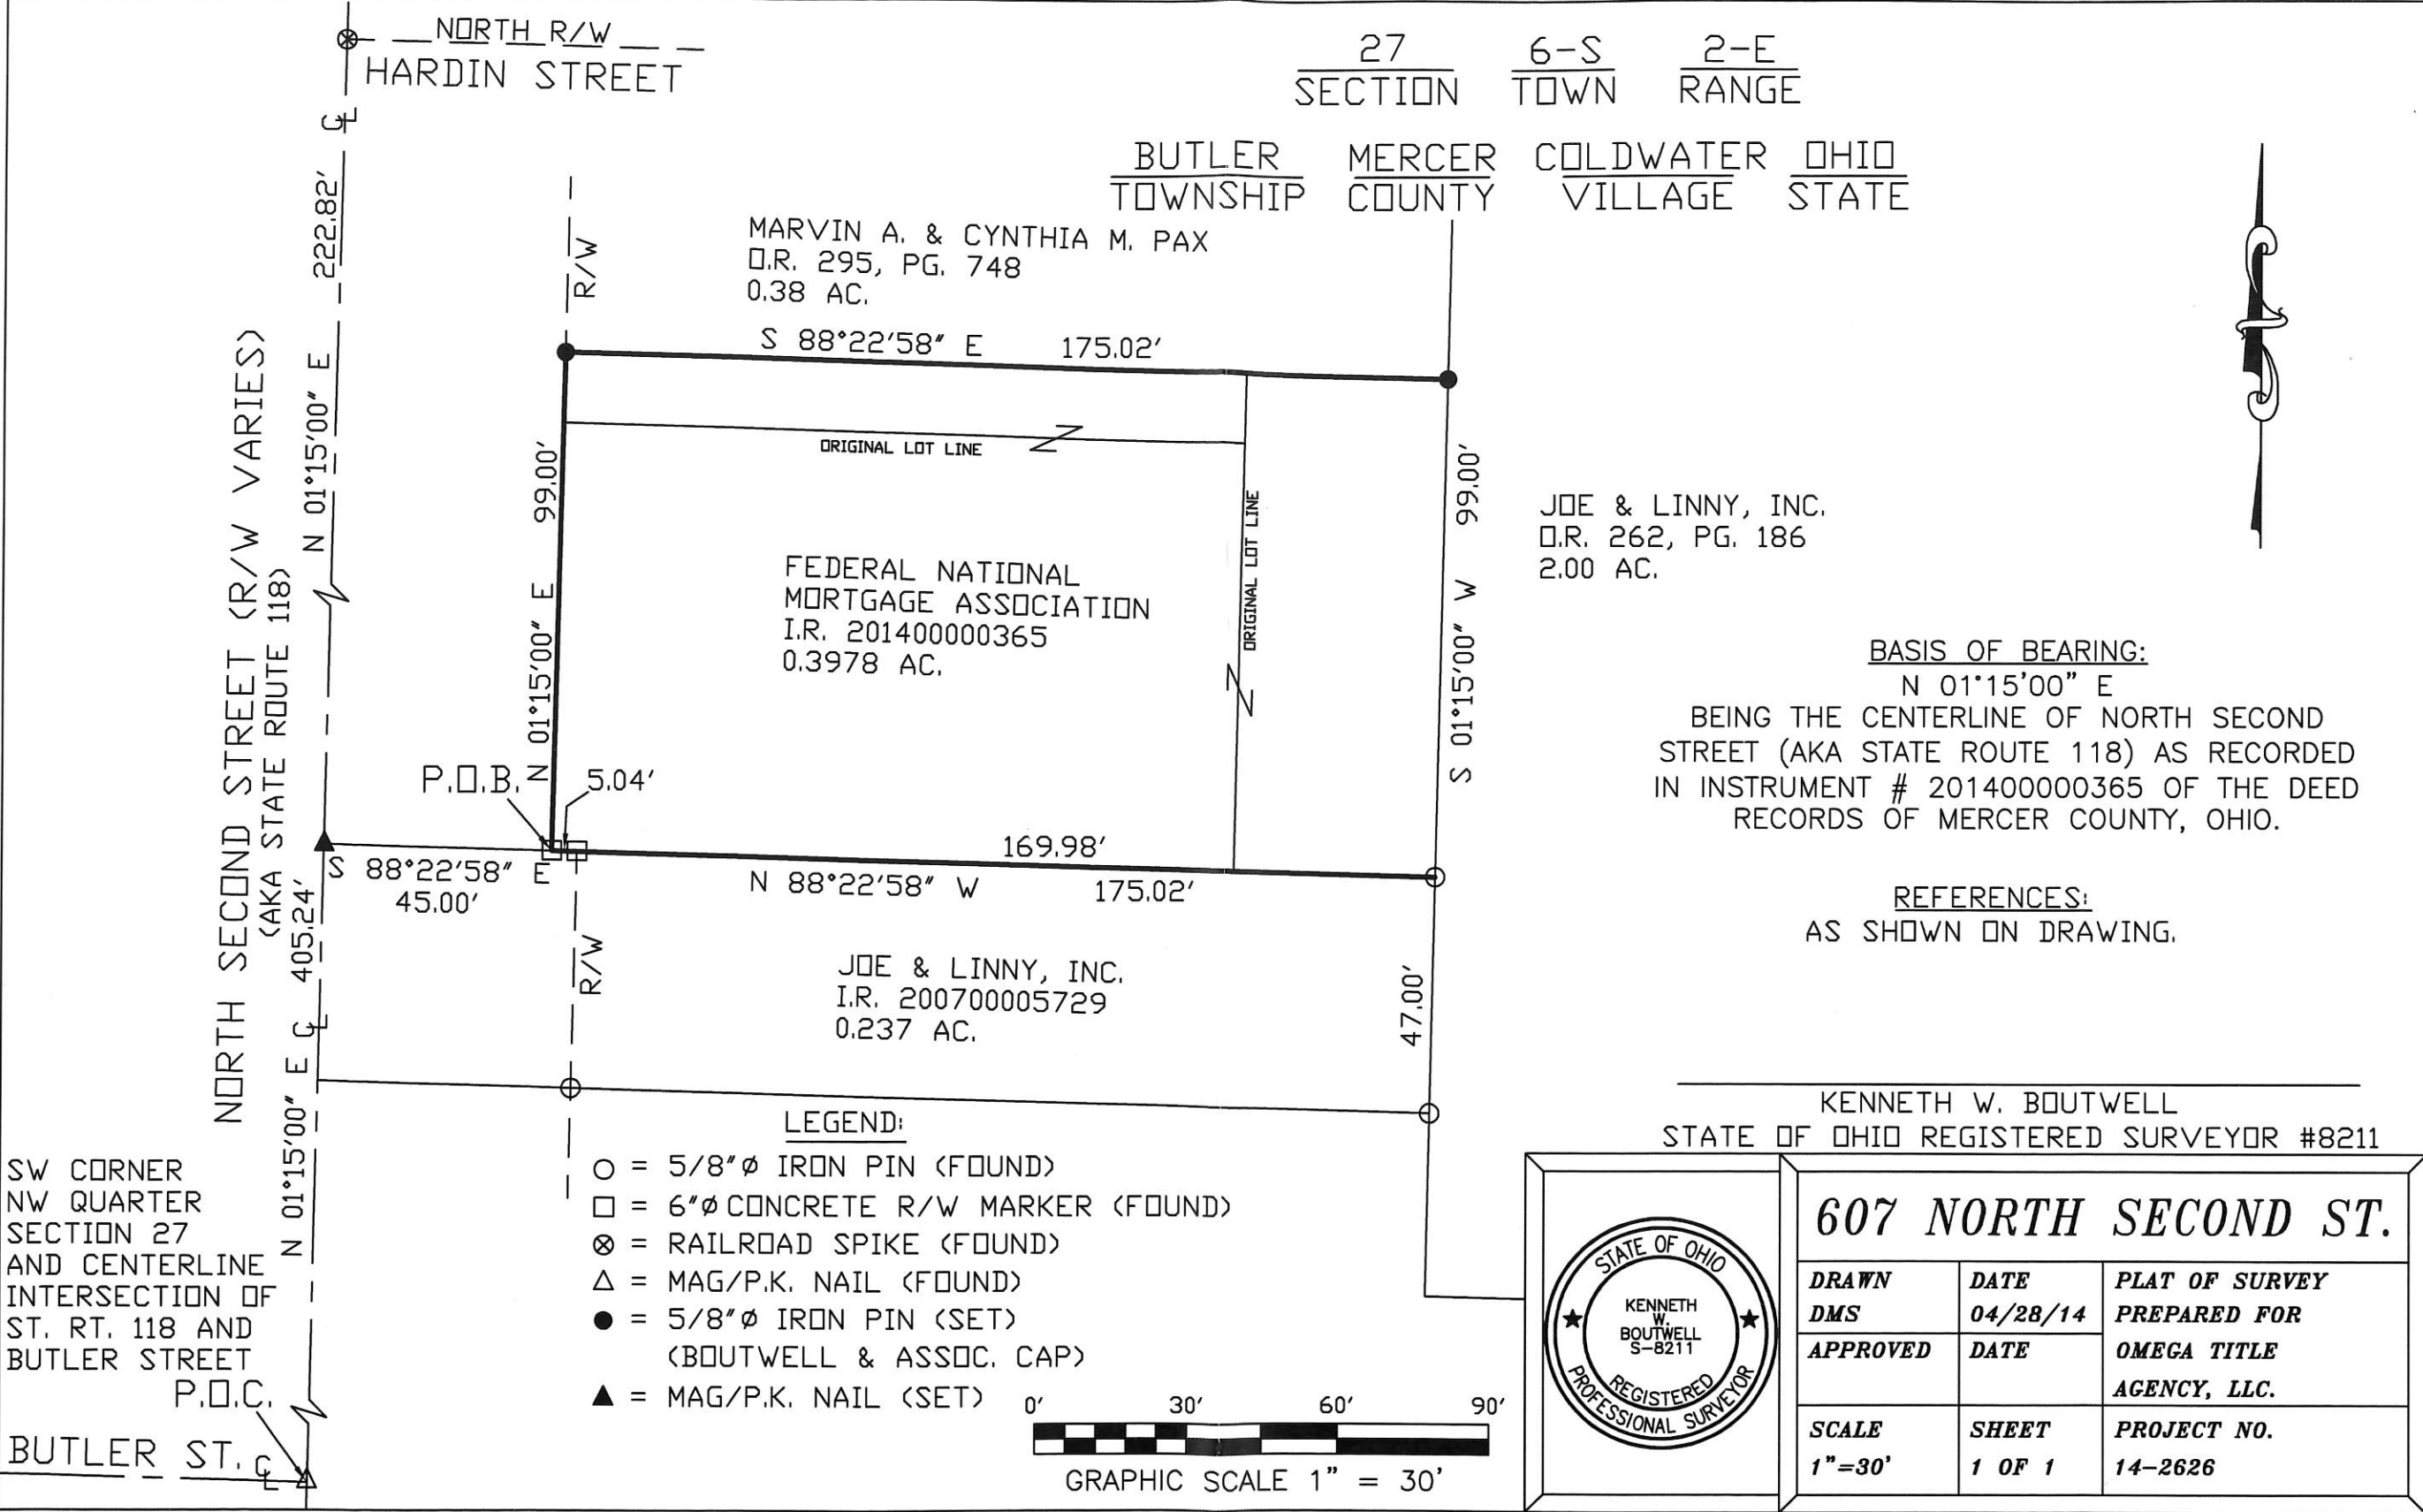 NORTH R/W
HARDIN STREET
27 6-S 2-E
SECTION TOWN RANGE
BUTLER MERCER COLDWATER OHIO
TOWNSHIP COUNTY VILLAGE STATE
C̵L
N 01°15'00" E 222.82'
R/W
MARVIN A. & CYNTHIA M. PAX
O.R. 295, PG. 748
0.38 AC.
S 88°22'58" E 175.02'
ORIGINAL LOT LINE
ORIGINAL LOT LINE
N 01°15'00" E 99.00'
FEDERAL NATIONAL
MORTGAGE ASSOCIATION
I.R. 201400000365
0.3978 AC.
S 01°15'00" W 99.00'
JOE & LINNY, INC.
O.R. 262, PG. 186
2.00 AC.
NORTH SECOND STREET (R/W VARIES)
(AKA STATE ROUTE 118)
P.O.B.
5.04'
169.98'
S 88°22'58" E
45.00'
N 88°22'58" W 175.02'
BASIS OF BEARING:
N 01°15'00" E
BEING THE CENTERLINE OF NORTH SECOND
STREET (AKA STATE ROUTE 118) AS RECORDED
IN INSTRUMENT # 201400000365 OF THE DEED
RECORDS OF MERCER COUNTY, OHIO.
REFERENCES:
AS SHOWN ON DRAWING.
N 01°15'00" E CL 405.24'
R/W
JOE & LINNY, INC.
I.R. 200700005729
0.237 AC.
47.00'
SW CORNER
NW QUARTER
SECTION 27
AND CENTERLINE
INTERSECTION OF
ST. RT. 118 AND
BUTLER STREET
P.O.C.
BUTLER ST. CL
LEGEND:
○ = 5/8"ø IRON PIN (FOUND)
□ = 6"ø CONCRETE R/W MARKER (FOUND)
⊗ = RAILROAD SPIKE (FOUND)
△ = MAG/P.K. NAIL (FOUND)
● = 5/8"ø IRON PIN (SET)
(BOUTWELL & ASSOC. CAP)
▲ = MAG/P.K. NAIL (SET)
0' 30' 60' 90'
GRAPHIC SCALE 1" = 30'
KENNETH W. BOUTWELL
STATE OF OHIO REGISTERED SURVEYOR #8211
STATE OF OHIO
KENNETH
W.
BOUTWELL
S-8211
REGISTERED
PROFESSIONAL SURVEYOR
607 NORTH SECOND ST.
DRAWN
DMS
DATE
04/28/14
PLAT OF SURVEY
PREPARED FOR
OMEGA TITLE
AGENCY, LLC.
APPROVED
DATE
SCALE
1"=30'
SHEET
1 OF 1
PROJECT NO.
14-2626